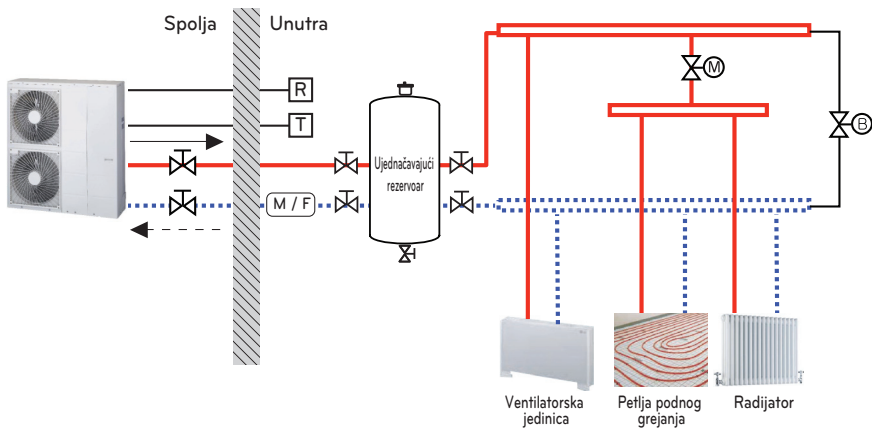 Spolja
Unutra
R
T
M
B
Ujednačavajući
rezervoar
M / F
Ventilatorska
jedinica
Petlja podnog
grejanja
Radijator